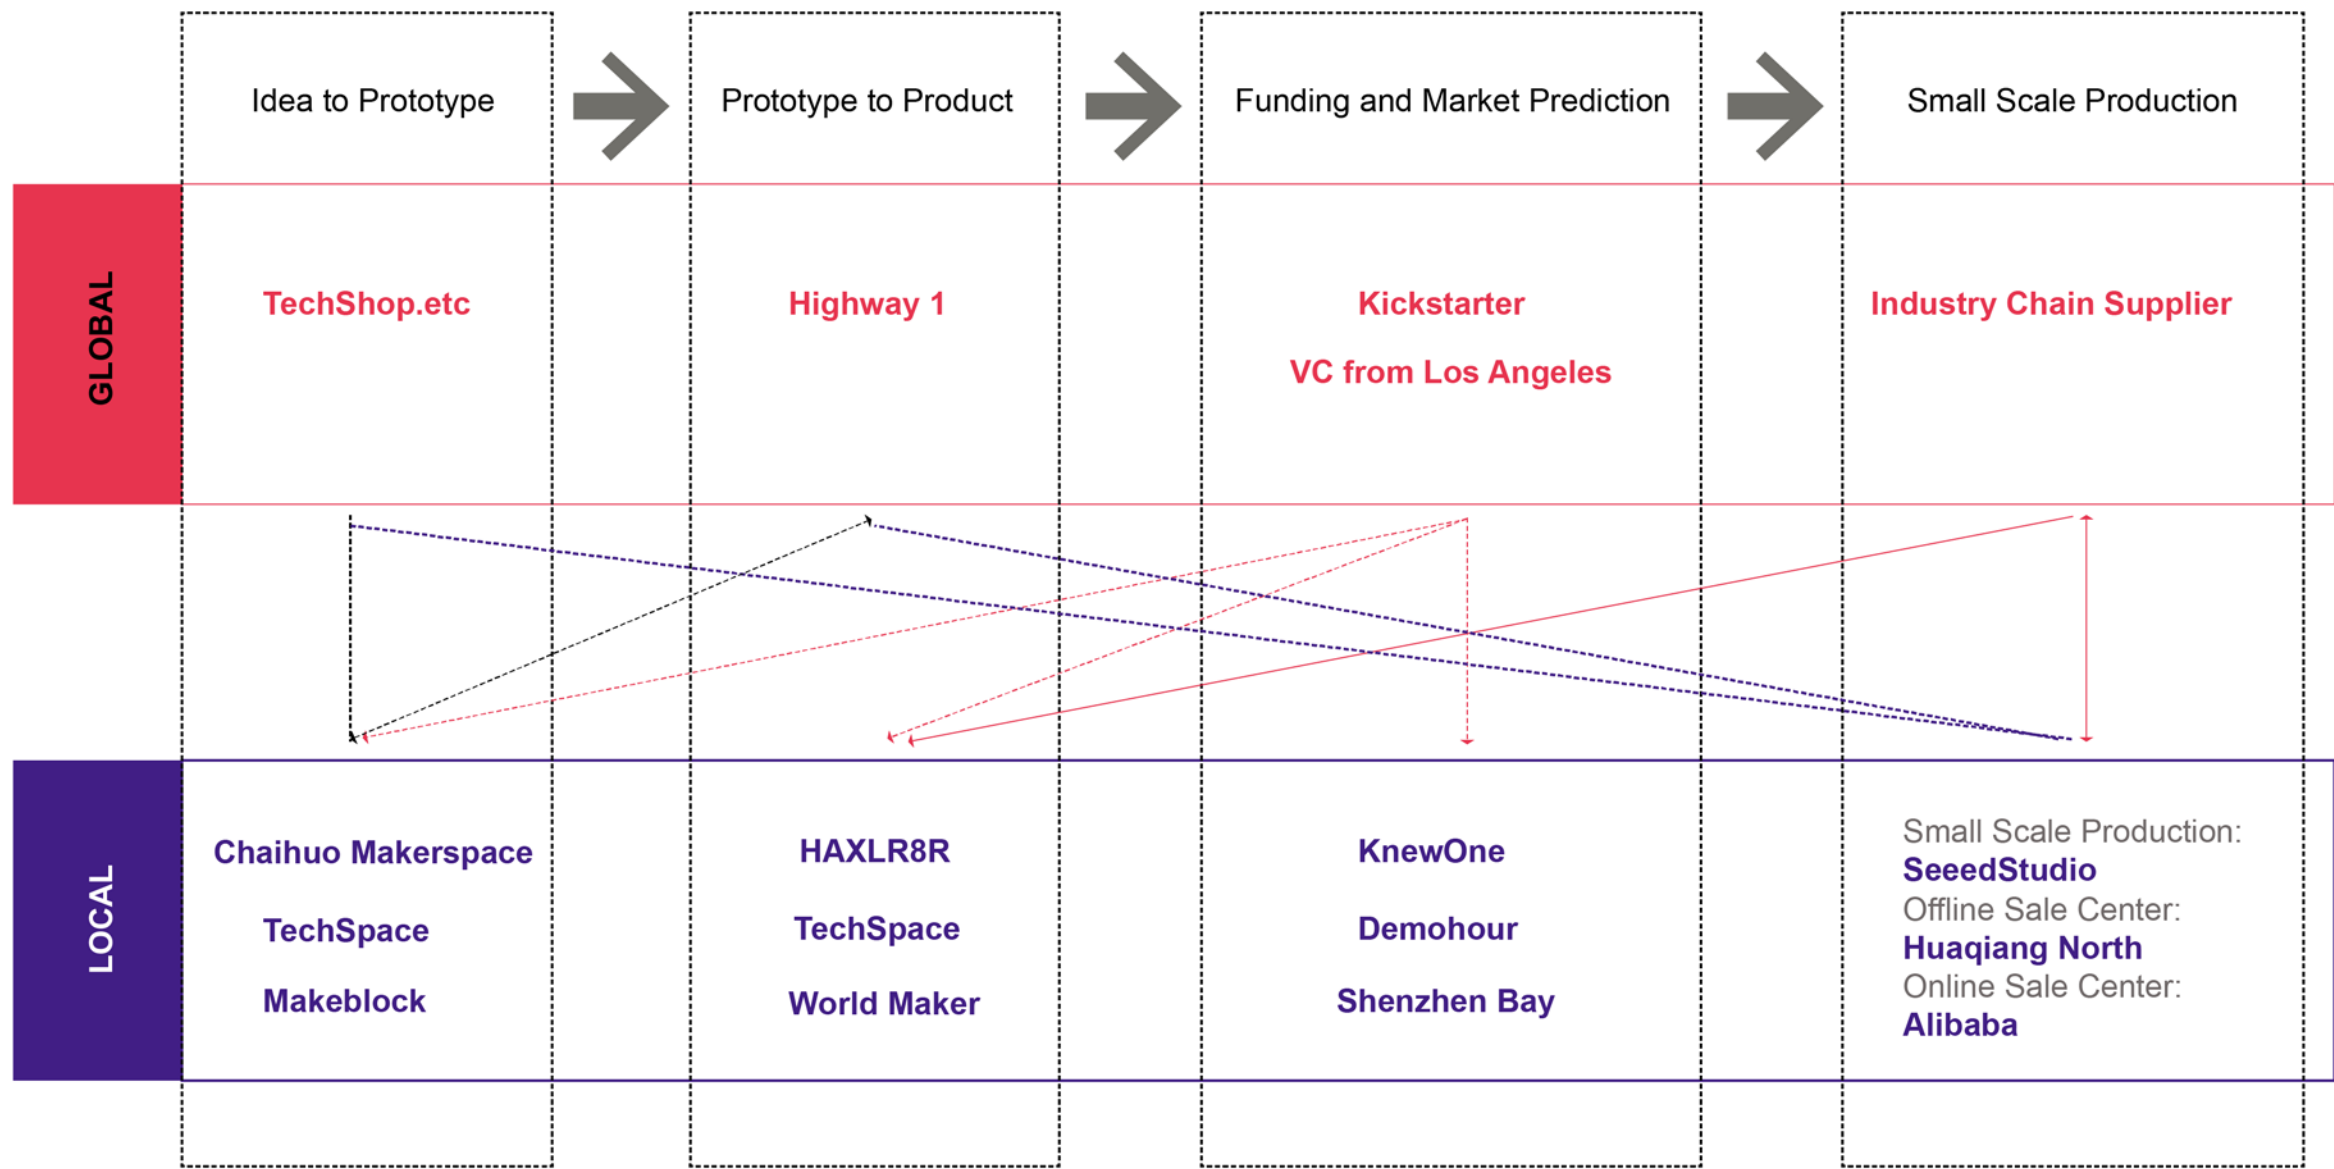 Idea to Prototype
Prototype to Product
Funding and Market Prediction
Small Scale Production
GLOBAL
TechShop.etc
Highway 1
Kickstarter
VC from Los Angeles
Industry Chain Supplier
LOCAL
Chaihuo Makerspace
TechSpace
Makeblock
HAXLR8R
TechSpace
World Maker
KnewOne
Demohour
Shenzhen Bay
Small Scale Production:
SeeedStudio
Offline Sale Center:
Huaqiang North
Online Sale Center:
Alibaba